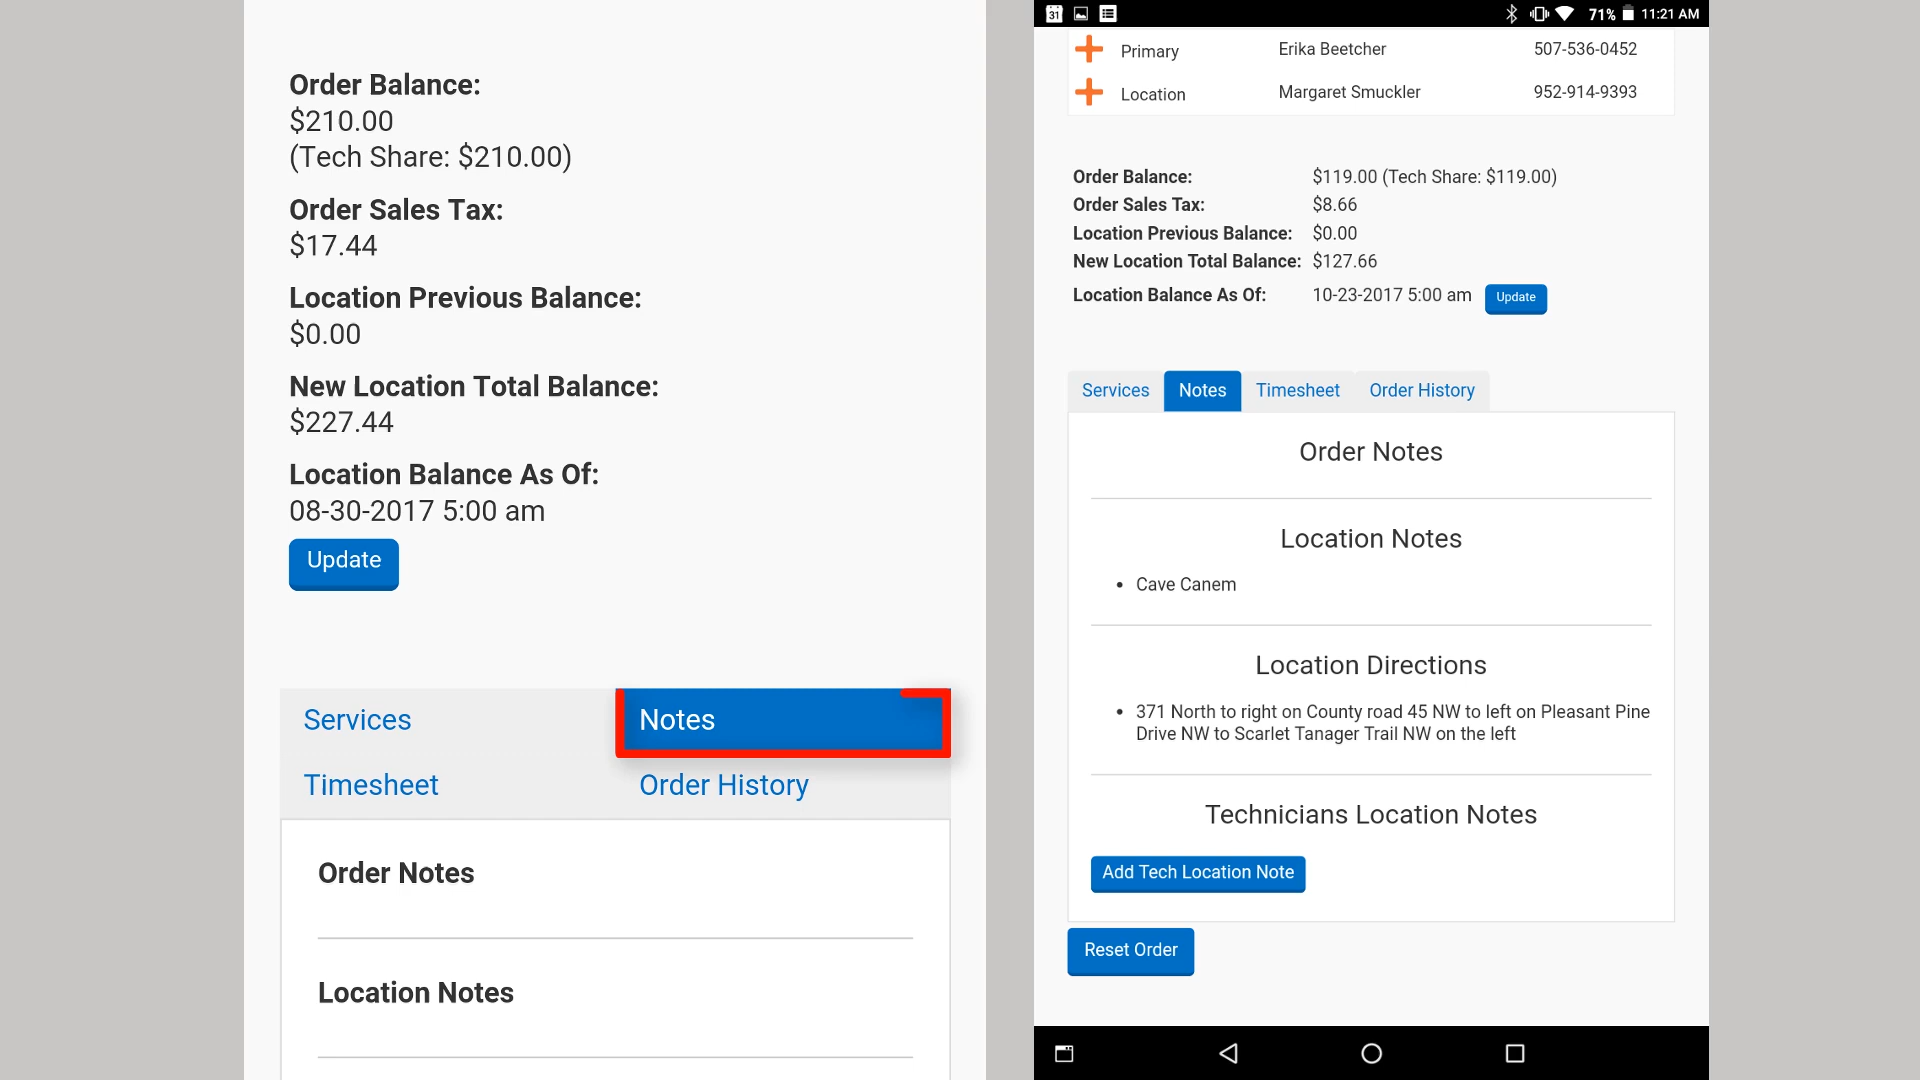 Order Balance:
$210.00
(Tech Share: $210.00)
Order Sales Tax:
$17.44
Location Previous Balance:
$0.00
New Location Total Balance:
$227.44
Location Balance As Of:
08-30-2017 5:00 am
Update
Services
Notes
Timesheet
Order History
Order Notes
Location Notes
31
71%
11:21 AM
Primary Erika Beetcher 507-536-0452
Location Margaret Smuckler 952-914-9393
Order Balance: $119.00 (Tech Share: $119.00)
Order Sales Tax: $8.66
Location Previous Balance: $0.00
New Location Total Balance: $127.66
Location Balance As Of: 10-23-2017 5:00 am Update
Services Notes Timesheet Order History
Order Notes
Location Notes
• Cave Canem
Location Directions
• 371 North to right on County road 45 NW to left on Pleasant Pine
Drive NW to Scarlet Tanager Trail NW on the left
Technicians Location Notes
Add Tech Location Note
Reset Order